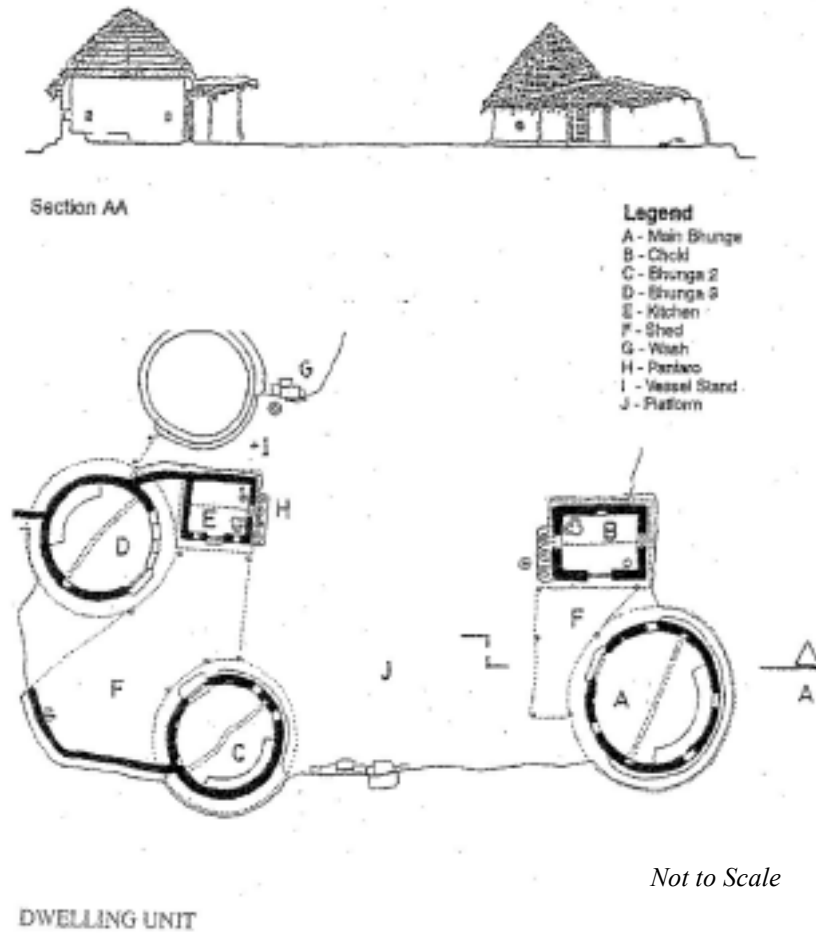 Section AA
Legend
A - Main Bhunga
B - Choki
C - Bhunga 2
D - Bhunga 3
E - Kitchen
F - Shed
G - Wash
H - Paniaro
I - Vessel Stand
J - Platform
G
I
E
H
D
B
F
F
J
A
A
C
Not to Scale
DWELLING UNIT